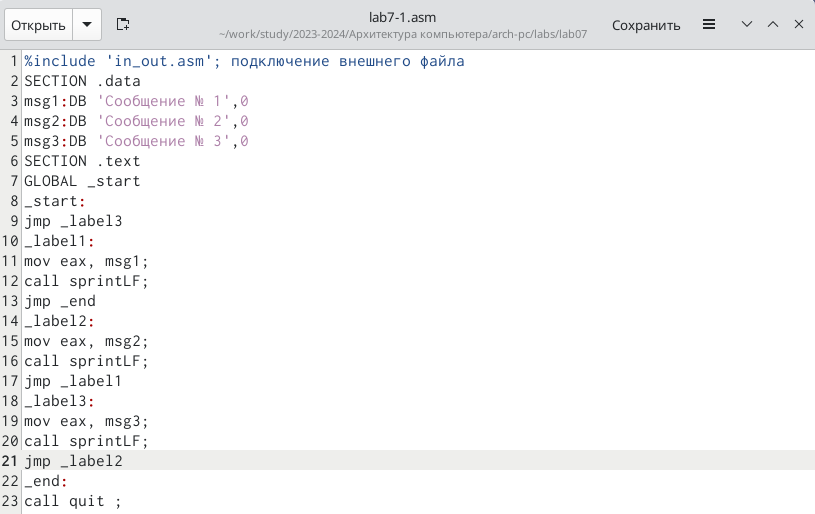 Открыть
lab7-1.asm
~/work/study/2023-2024/Архитектура компьютера/arch-pc/labs/lab07
Сохранить
1 %include 'in_out.asm'; подключение внешнего файла
2 SECTION .data
3 msg1:DB 'Сообщение № 1',0
4 msg2:DB 'Сообщение № 2',0
5 msg3:DB 'Сообщение № 3',0
6 SECTION .text
7 GLOBAL _start
8 _start:
9 jmp _label3
10 _label1:
11 mov eax, msg1;
12 call sprintLF;
13 jmp _end
14 _label2:
15 mov eax, msg2;
16 call sprintLF;
17 jmp _label1
18 _label3:
19 mov eax, msg3;
20 call sprintLF;
21 jmp _label2
22 _end:
23 call quit ;